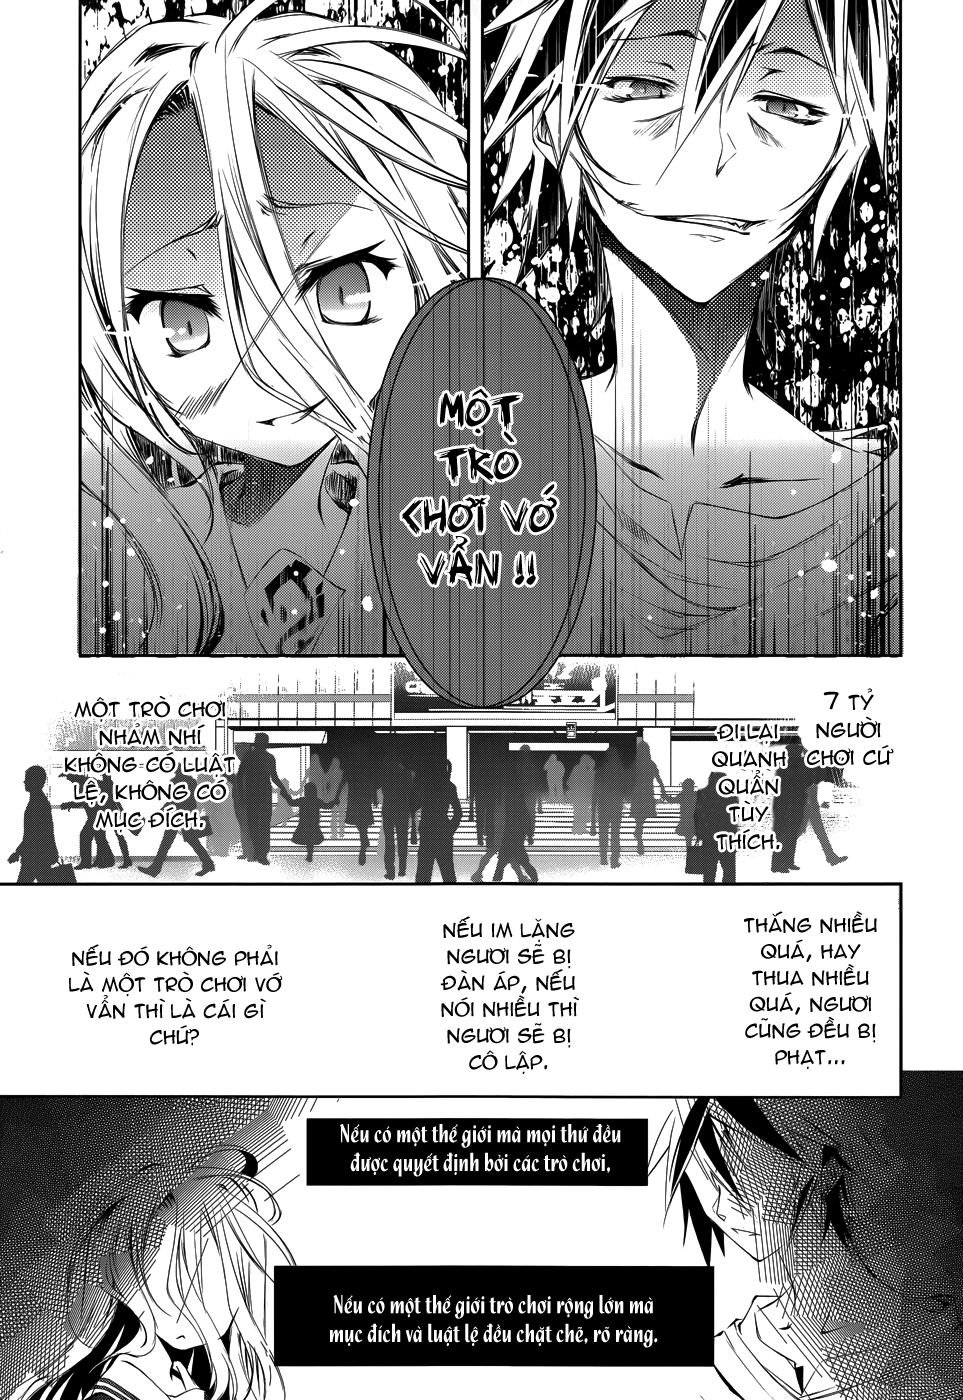 MỘT
TRÒ
CHƠI VỚ
VẨN !!
7 TỶ
NGƯỜI
CHƠI CỨ
ĐI LẠI
QUANH
QUẨN
TÙY
THÍCH.
MỘT TRÒ CHƠI
NHẢM NHÍ
KHÔNG CÓ LUẬT
LỆ, KHÔNG CÓ
MỤC ĐÍCH.
THẮNG NHIỀU
QUÁ, HAY
THUA NHIỀU
QUÁ, NGƯƠI
CŨNG ĐỀU BỊ
PHẠT...
NẾU IM LẶNG
NGƯƠI SẼ BỊ
ĐÀN ÁP, NẾU
NÓI NHIỀU THÌ
NGƯƠI SẼ BỊ
CÔ LẬP.
NẾU ĐÓ KHÔNG PHẢI
LÀ MỘT TRÒ CHƠI VỚ
VẨN THÌ LÀ CÁI GÌ
CHỨ?
Nếu có một thế giới mà mọi thứ đều
được quyết định bởi các trò chơi,
Nếu có một thế giới trò chơi rộng lớn mà
mục đích và luật lệ đều chặt chẽ, rõ ràng.